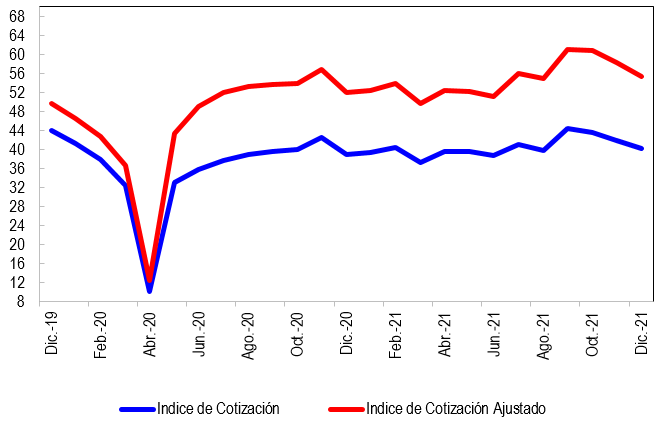 68
64
60
56
52
48
44
40
36
32
28
24
20
16
12
8
Dic.-19
Feb.-20
Abr.-20
Jun.-20
Ago.-20
Oct.-20
Dic.-20
Feb.-21
Abr.-21
Jun.-21
Ago.-21
Oct.-21
Dic.-21
Indice de Cotización Indice de Cotización Ajustado